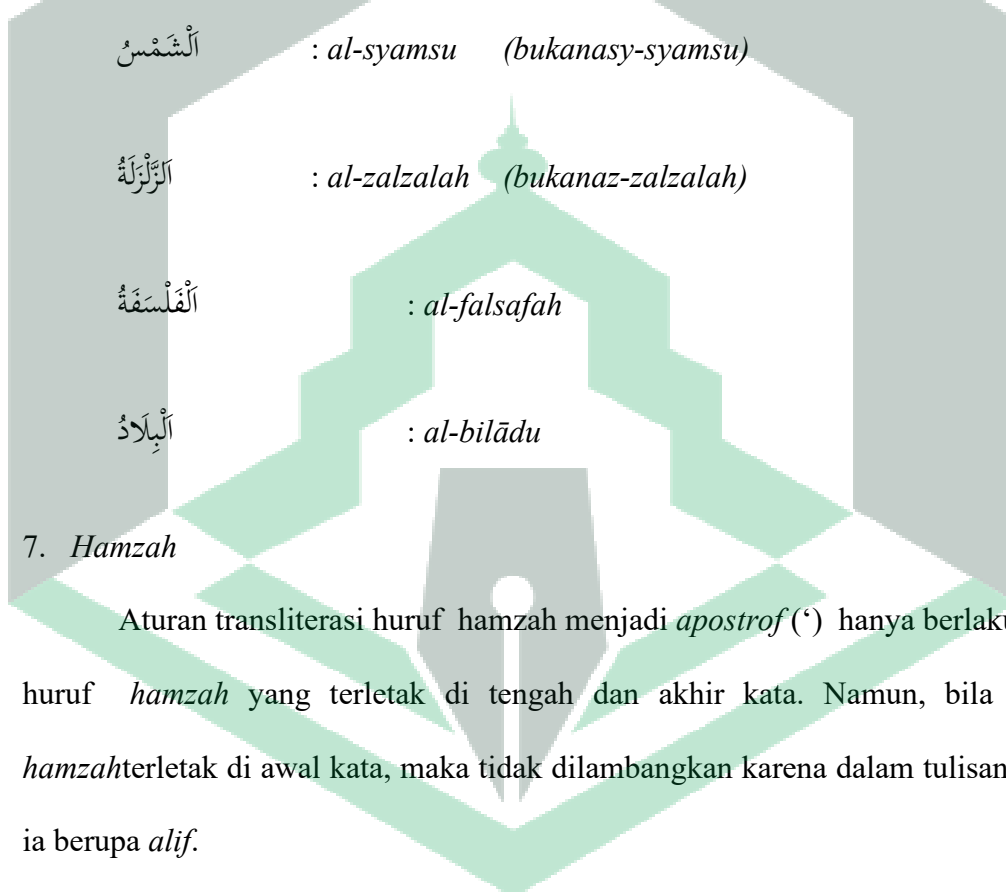 اَلْشَمْسُ : al-syamsu (bukanasy-syamsu)
اَلزَّلْزَلَةُ : al-zalzalah (bukanaz-zalzalah)
اَلْفَلْسَفَةُ : al-falsafah
اَلْبِلَادُ : al-bilādu
7. Hamzah
Aturan transliterasi huruf hamzah menjadi apostrof (‘) hanya berlaku
huruf hamzah yang terletak di tengah dan akhir kata. Namun, bila
hamzahterletak di awal kata, maka tidak dilambangkan karena dalam tulisan
ia berupa alif.